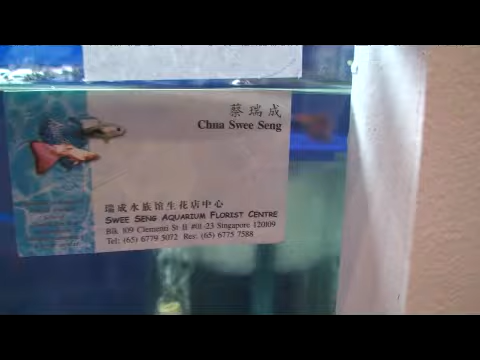 蔡瑞成
Chua Swee Seng
瑞成水族馆生花店中心
SWEE SENG AQUARIUM FLORIST CENTRE
Blk 109 Clementi St 11 #01-23 Singapore 120109
Tel: (65) 6779 5072 Res: (65) 6775 7588